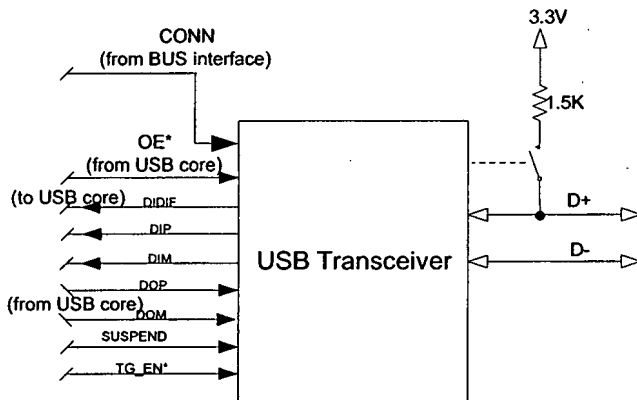 CONN
(from BUS interface)
3.3V
1.5K
OE*
(from USB core)
(to USB core)
DIDIF
DIP
DIM
DOP
(from USB core)
DOM
SUSPEND
TG_EN*
USB Transceiver
D+
D-